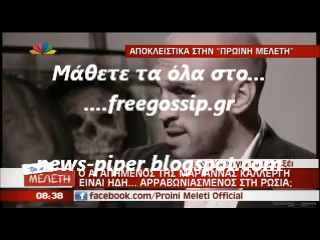 ΑΠΟΚΛΕΙΣΤΙΚΑ ΣΤΗΝ "ΠΡΩΙΝΗ ΜΕΛΕΤΗ"
Μάθετε τα όλα στο...
....freegossip.gr
news-piper.blogspot.com
ΜΕΛΕΤΗ
Ο ΑΓΑΠΗΜΕΝΟΣ ΤΗΣ ΜΑΡΙΑΝΝΑΣ ΚΑΛΛΕΡΓΗ
ΕΙΝΑΙ ΗΔΗ... ΑΡΡΑΒΩΝΙΑΣΜΕΝΟΣ ΣΤΗ ΡΩΣΙΑ;
08:38
facebook.com/Proini Meleti Official